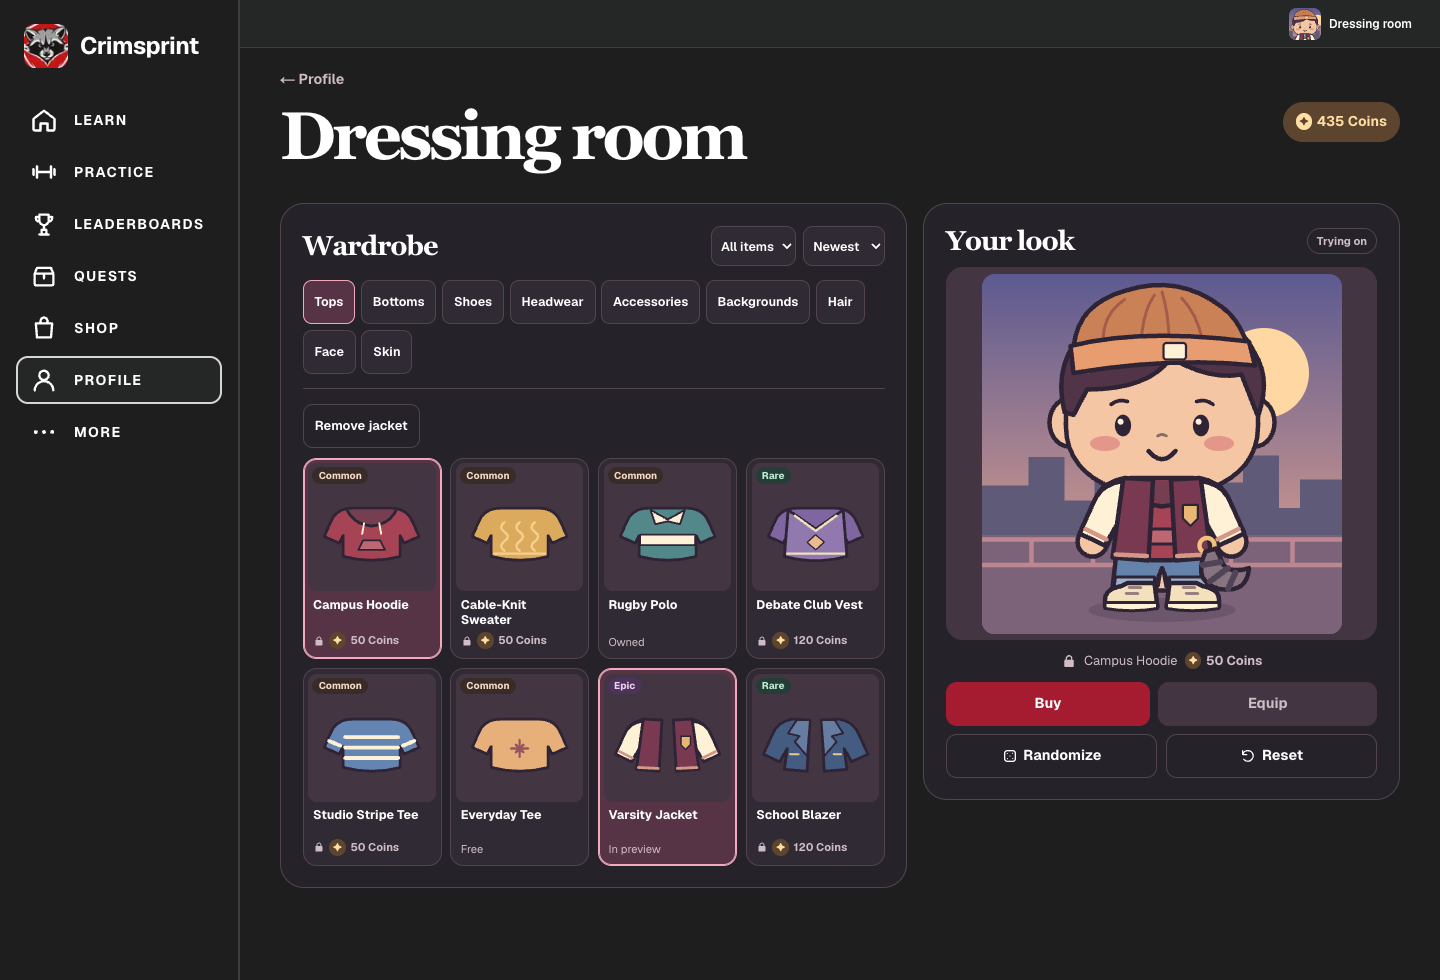 Crimsprint
LEARN
PRACTICE
LEADERBOARDS
QUESTS
SHOP
PROFILE
MORE
Dressing room
← Profile
Dressing room
435 Coins
Wardrobe
All items
Newest
Tops
Bottoms
Shoes
Headwear
Accessories
Backgrounds
Hair
Face
Skin
Remove jacket
Common
Campus Hoodie
50 Coins
Common
Cable-Knit
Sweater
50 Coins
Common
Rugby Polo
Owned
Rare
Debate Club Vest
120 Coins
Common
Studio Stripe Tee
50 Coins
Common
Everyday Tee
Free
Epic
Varsity Jacket
In preview
Rare
School Blazer
120 Coins
Your look
Trying on
Campus Hoodie 50 Coins
Buy
Equip
Randomize
Reset